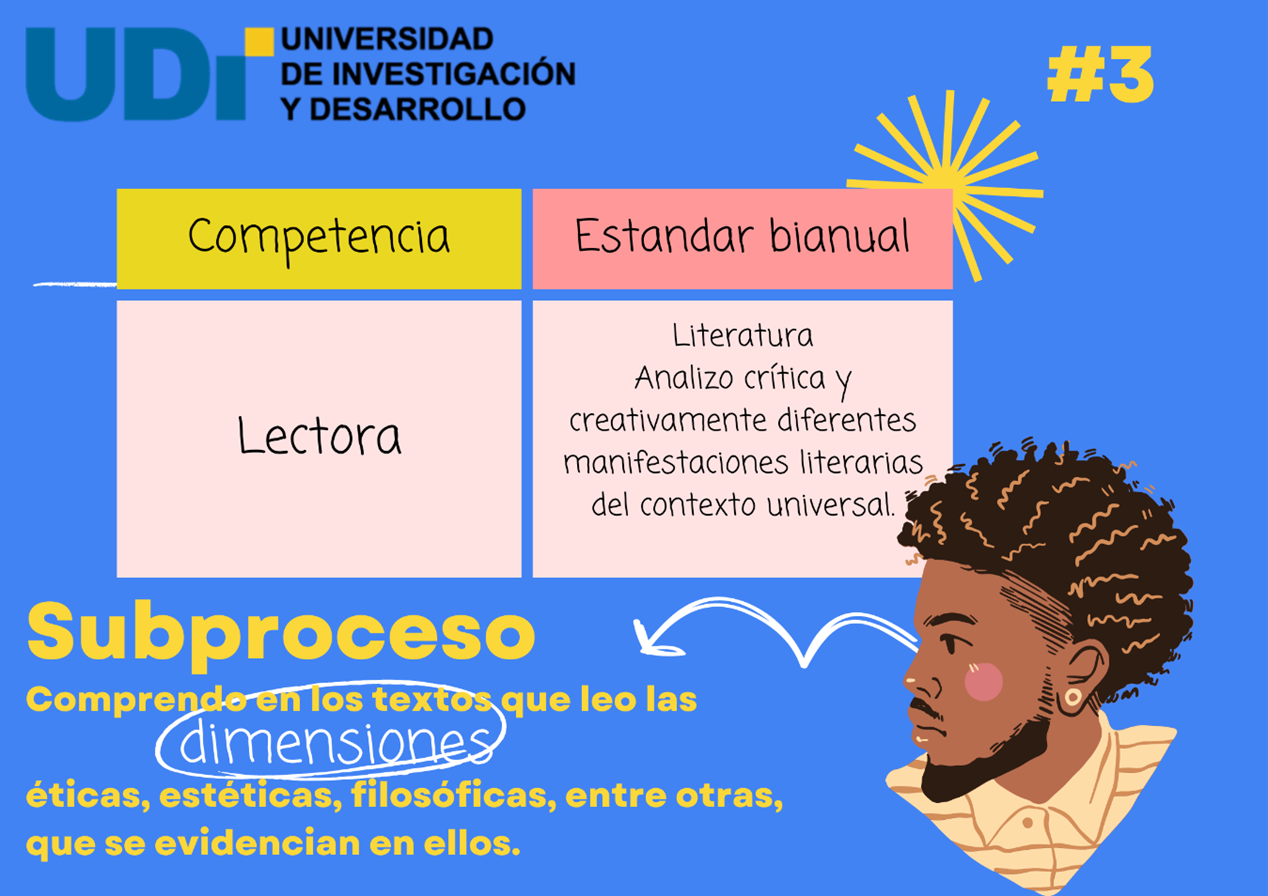 UDi
UNIVERSIDAD
DE INVESTIGACIÓN
Y DESARROLLO
#3
Competencia
Estandar bianual
Lectora
Literatura
Analizo crítica y
creativamente diferentes
manifestaciones literarias
del contexto universal.
Subproceso
Comprendo en los textos que leo las
dimensiones
éticas, estéticas, filosóficas, entre otras,
que se evidencian en ellos.